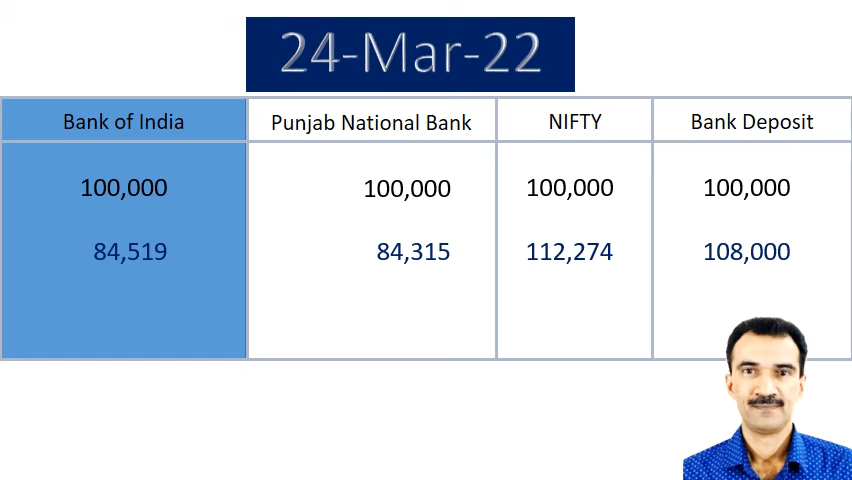 24-Mar-22
Bank of India Punjab National Bank NIFTY Bank Deposit
100,000 100,000 100,000 100,000
84,519 84,315 112,274 108,000